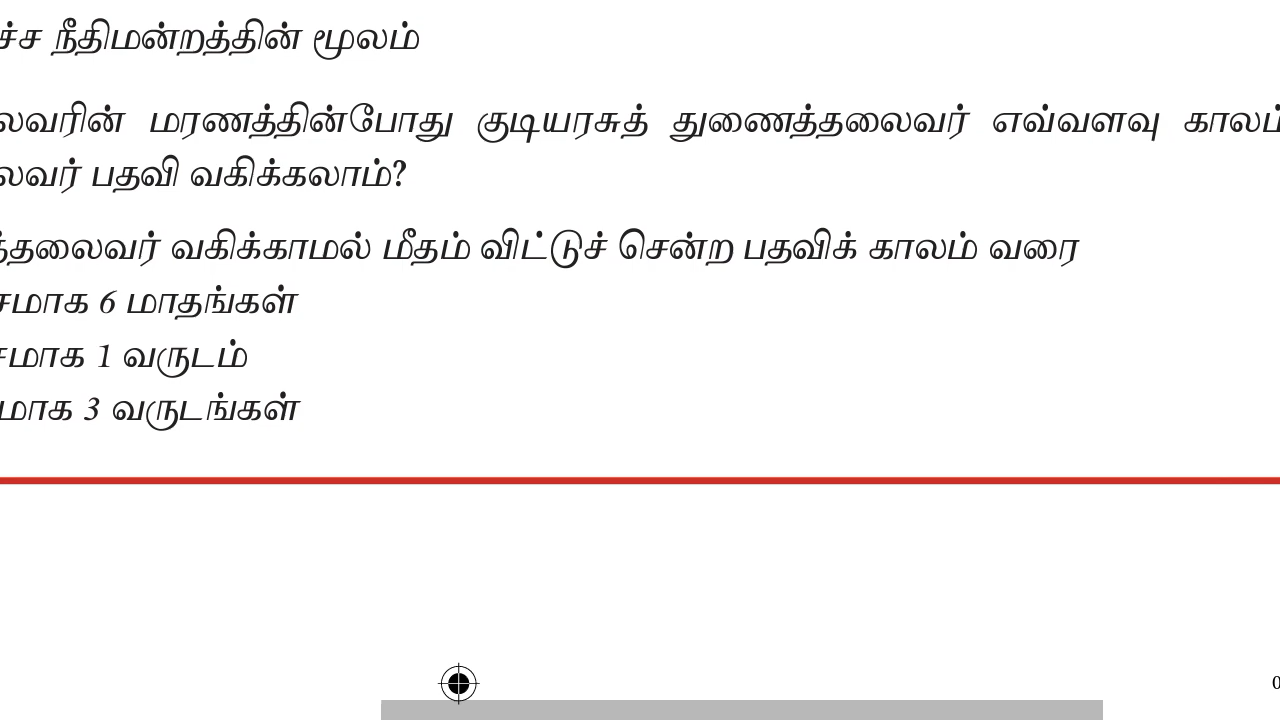 ச்ச நீதிமன்றத்தின் மூலம்
லவரின் மரணத்தின்போது குடியரசுத் துணைத்தலைவர் எவ்வளவு காலம்
லவர் பதவி வகிக்கலாம்?
த்தலைவர் வகிக்காமல் மீதம் விட்டுச் சென்ற பதவிக் காலம் வரை
சமாக 6 மாதங்கள்
சமாக 1 வருடம்
மாக 3 வருடங்கள்